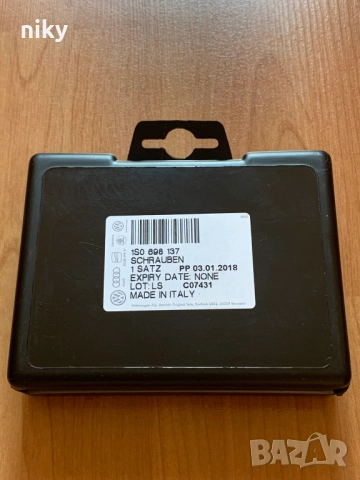 niky
1S0 698 137
SCHRAUBEN
1 SATZ PP 03.01.2018
EXPIRY DATE: NONE
LOT: LS C07431
MADE IN ITALY
BAZAR